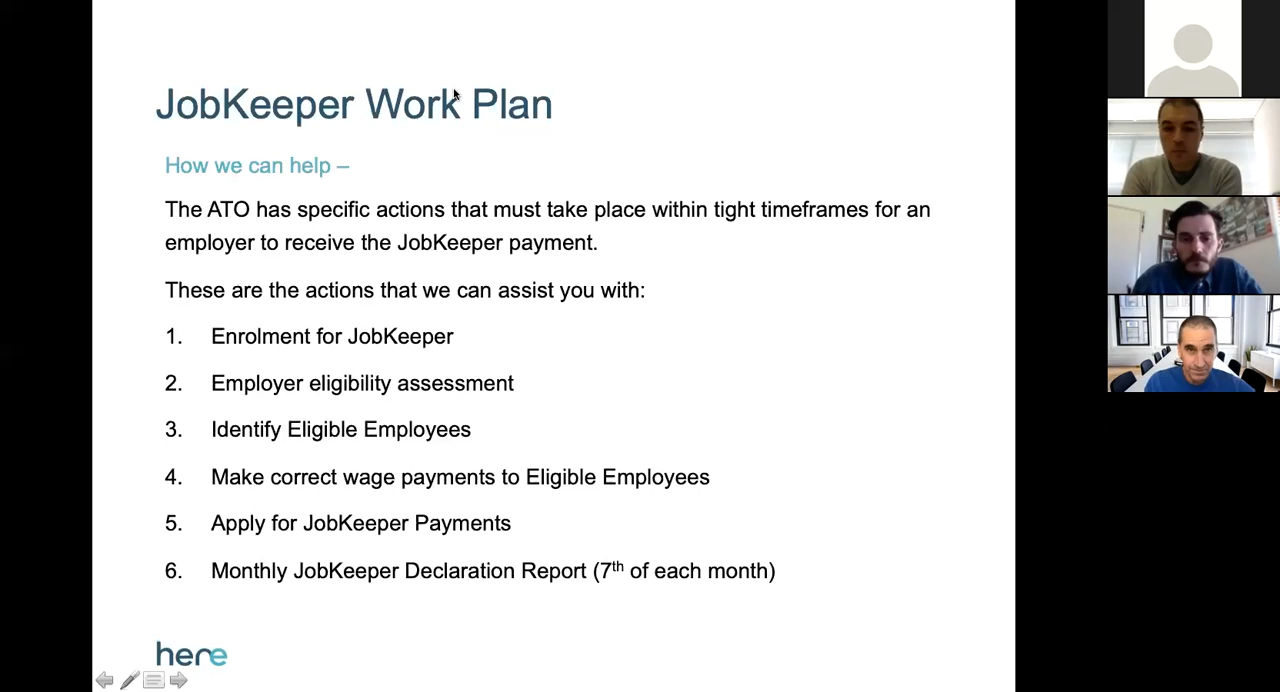 JobKeeper Work Plan
How we can help –
The ATO has specific actions that must take place within tight timeframes for an
employer to receive the JobKeeper payment.
These are the actions that we can assist you with:
1. Enrolment for JobKeeper
2. Employer eligibility assessment
3. Identify Eligible Employees
4. Make correct wage payments to Eligible Employees
5. Apply for JobKeeper Payments
6. Monthly JobKeeper Declaration Report (7th of each month)
here